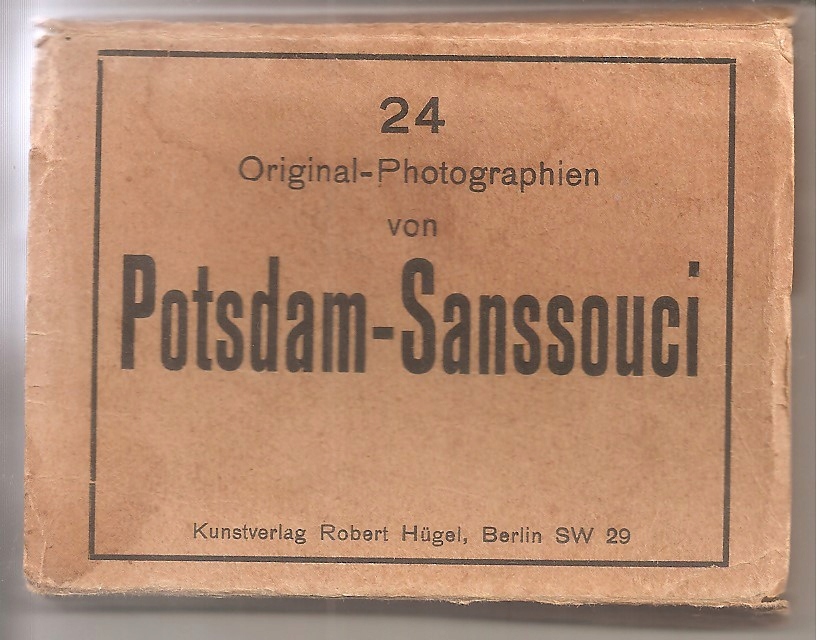 24
Original-Photographien
von
Potsdam-Sanssouci
Kunstverlag Robert Hügel, Berlin SW 29